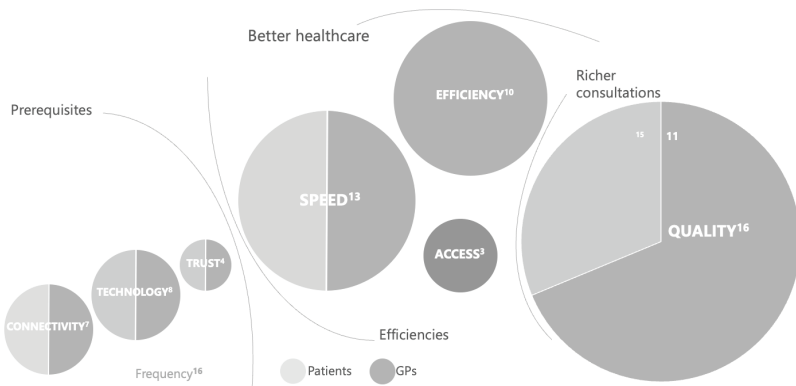 Better healthcare
EFFICIENCY¹⁰
Richer
consultations
Prerequisites
15 11
SPEED¹³
QUALITY¹⁶
ACCESS³
TRUST⁴
TECHNOLOGY⁸
CONNECTIVITY⁷
Efficiencies
Frequency¹⁶
Patients
GPs